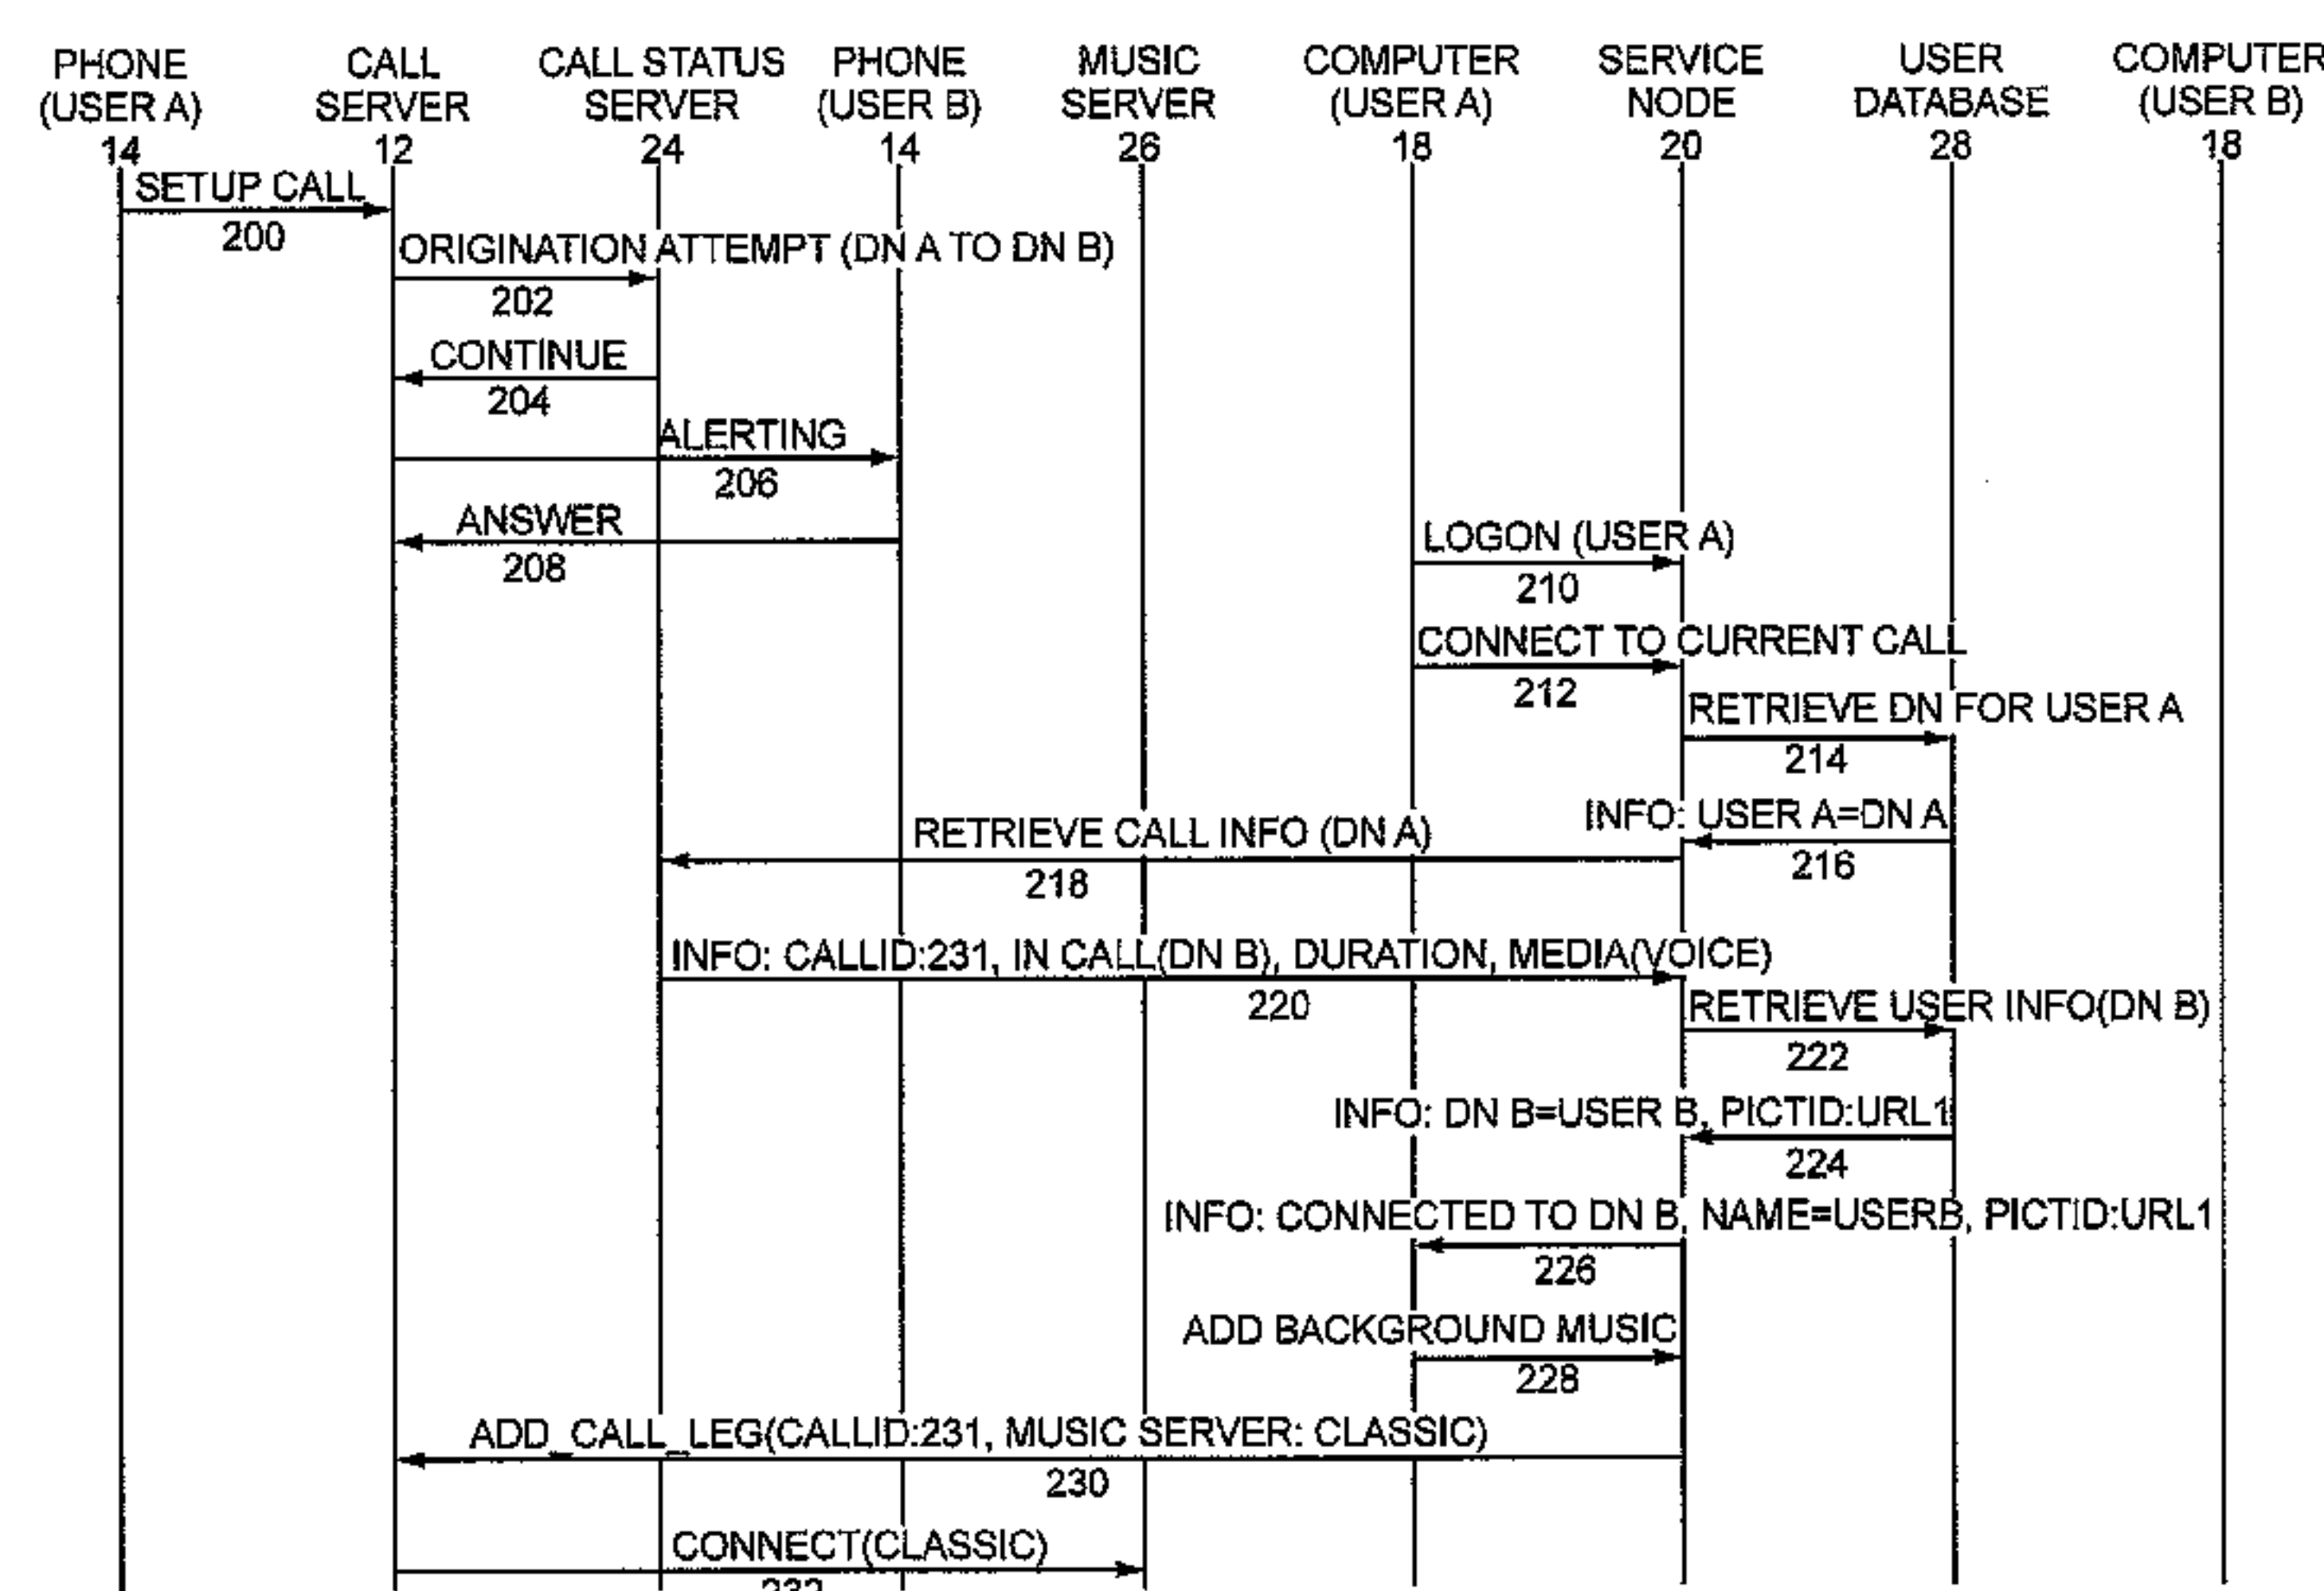 PHONE
(USER A)
14
CALL
SERVER
12
CALL STATUS
SERVER
24
PHONE
(USER B)
14
MUSIC
SERVER
26
COMPUTER
(USER A)
18
SERVICE
NODE
20
USER
DATABASE
28
COMPUTER
(USER B)
18
SETUP CALL
200
ORIGINATION ATTEMPT (DN A TO DN B)
202
CONTINUE
204
ALERTING
206
ANSWER
208
LOGON (USER A)
210
CONNECT TO CURRENT CALL
212
RETRIEVE DN FOR USER A
214
INFO: USER A=DN A
216
RETRIEVE CALL INFO (DN A)
218
INFO: CALLID:231, IN CALL(DN B), DURATION, MEDIA(VOICE)
220
RETRIEVE USER INFO(DN B)
222
INFO: DN B=USER B, PICTID:URL1
224
INFO: CONNECTED TO DN B, NAME=USERB, PICTID:URL1
226
ADD BACKGROUND MUSIC
228
ADD_CALL_LEG(CALLID:231, MUSIC SERVER: CLASSIC)
230
CONNECT(CLASSIC)
232